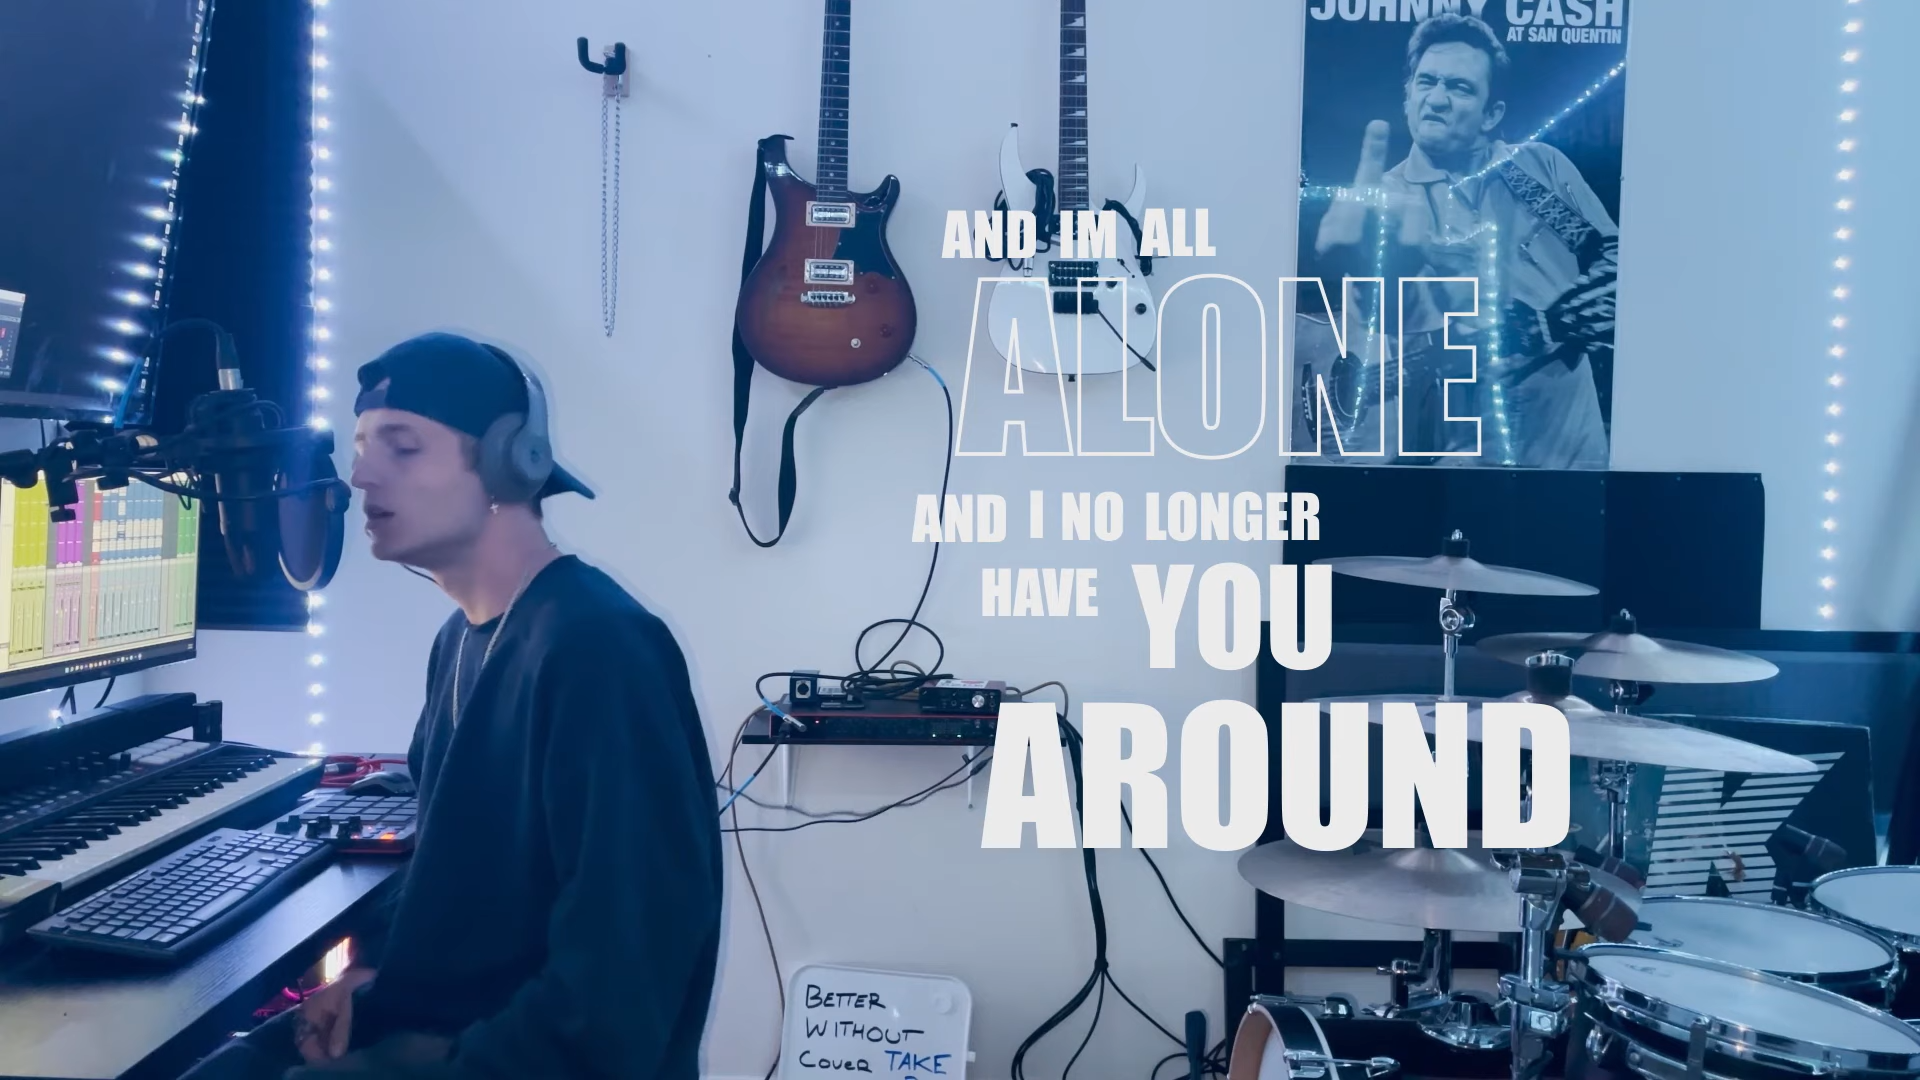 JOHNNY CASH
AT SAN QUENTIN
AND IM ALL
ALONE
AND I NO LONGER
HAVE YOU
AROUND
BETTER
WITHOUT
COVER TAKE